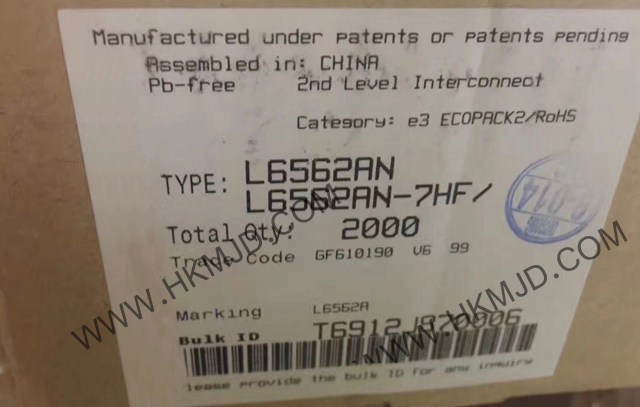 Manufactured under patents or patents pending
Assembled in: CHINA
Pb-free 2nd Level Interconnect
Category: e3 ECOPACK2/RoHS
TYPE: L6562AN
L6562AN-7HF/
Total Qty: 2000
Trade Code GF610190 V6 99
Marking L6562A
Bulk ID
lease provide the bulk ID for any inquiry
WWW.HKMJD.COM
WWW.HKMJD.COM